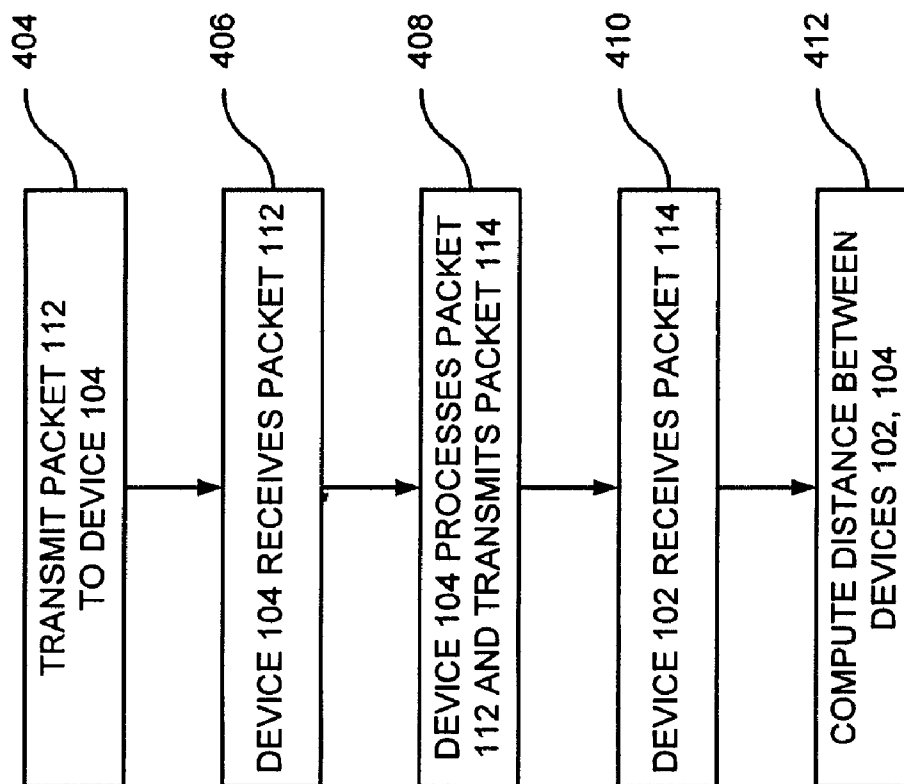 404
TRANSMIT PACKET 112
TO DEVICE 104
406
DEVICE 104 RECEIVES PACKET 112
408
DEVICE 104 PROCESSES PACKET
112 AND TRANSMITS PACKET 114
410
DEVICE 102 RECEIVES PACKET 114
412
COMPUTE DISTANCE BETWEEN
DEVICES 102, 104